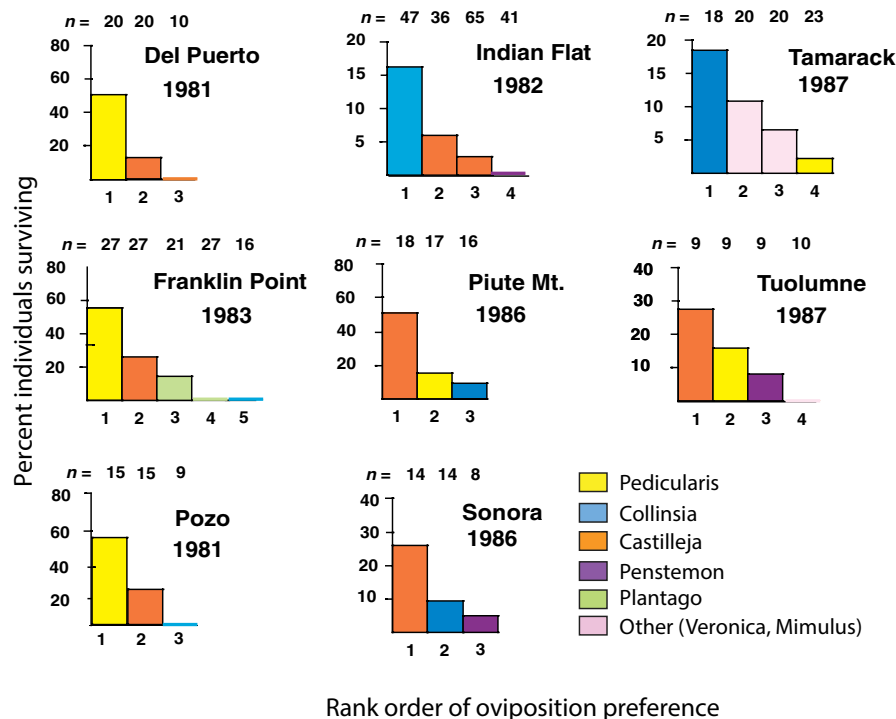 Percent individuals surviving
n = 20 20 10
Del Puerto
1981
80
60
40
20
1 2 3
47 36 65 41
Indian Flat
1982
20
15
10
5
1 2 3 4
18 20 20 23
Tamarack
1987
20
15
10
5
1 2 3 4
n = 27 27 21 27 16
Franklin Point
1983
80
60
40
20
1 2 3 4 5
n = 18 17 16
Piute Mt.
1986
80
60
40
20
1 2 3
n = 9 9 9 10
Tuolumne
1987
40
30
20
10
1 2 3 4
n = 15 15 9
Pozo
1981
80
60
40
20
1 2 3
n = 14 14 8
Sonora
1986
40
30
20
10
1 2 3
Pedicularis
Collinsia
Castilleja
Penstemon
Plantago
Other (Veronica, Mimulus)
Rank order of oviposition preference